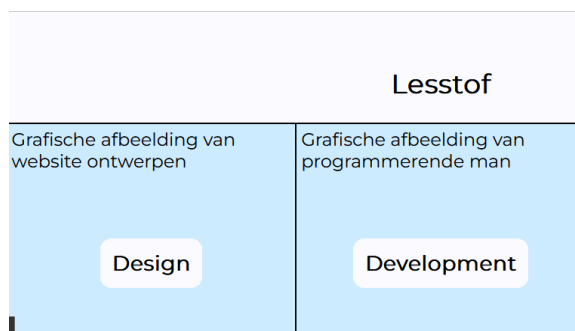 Lesstof
Grafische afbeelding van
website ontwerpen
Grafische afbeelding van
programmerende man
Design
Development